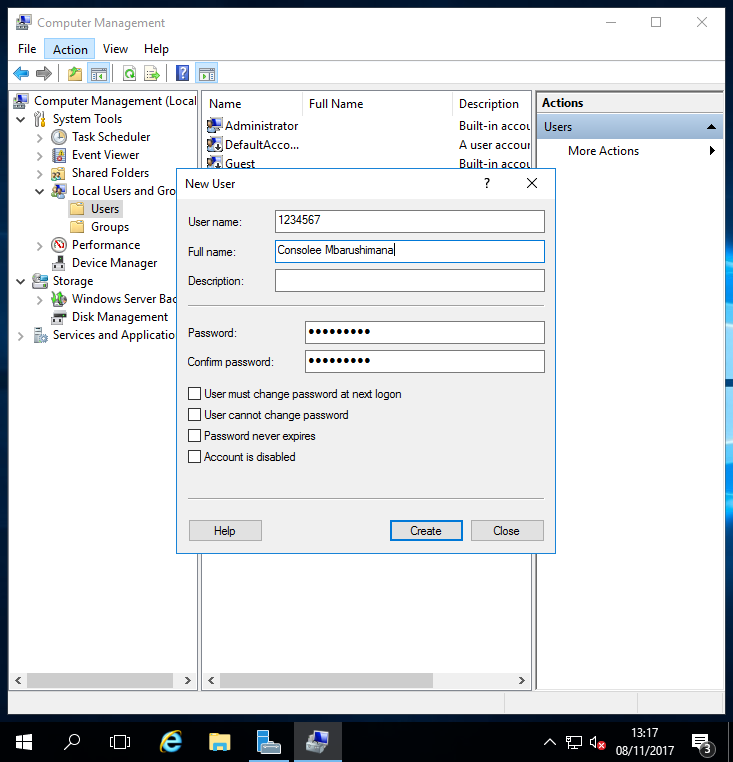 Computer Management
File Action View Help
Computer Management (Local
System Tools
Task Scheduler
Event Viewer
Shared Folders
Local Users and Gro
Users
Groups
Performance
Device Manager
Storage
Windows Server Bac
Disk Management
Services and Applicatio
Name Full Name Description
Administrator Built-in accou
DefaultAcco... A user accour
Guest Built-in accou
Actions
Users
More Actions
New User
?
User name: 1234567
Full name: Consolee Mbarushimana
Description:
Password: ●●●●●●●●●
Confirm password: ●●●●●●●●●
User must change password at next logon
User cannot change password
Password never expires
Account is disabled
Help Create Close
13:17
08/11/2017
3